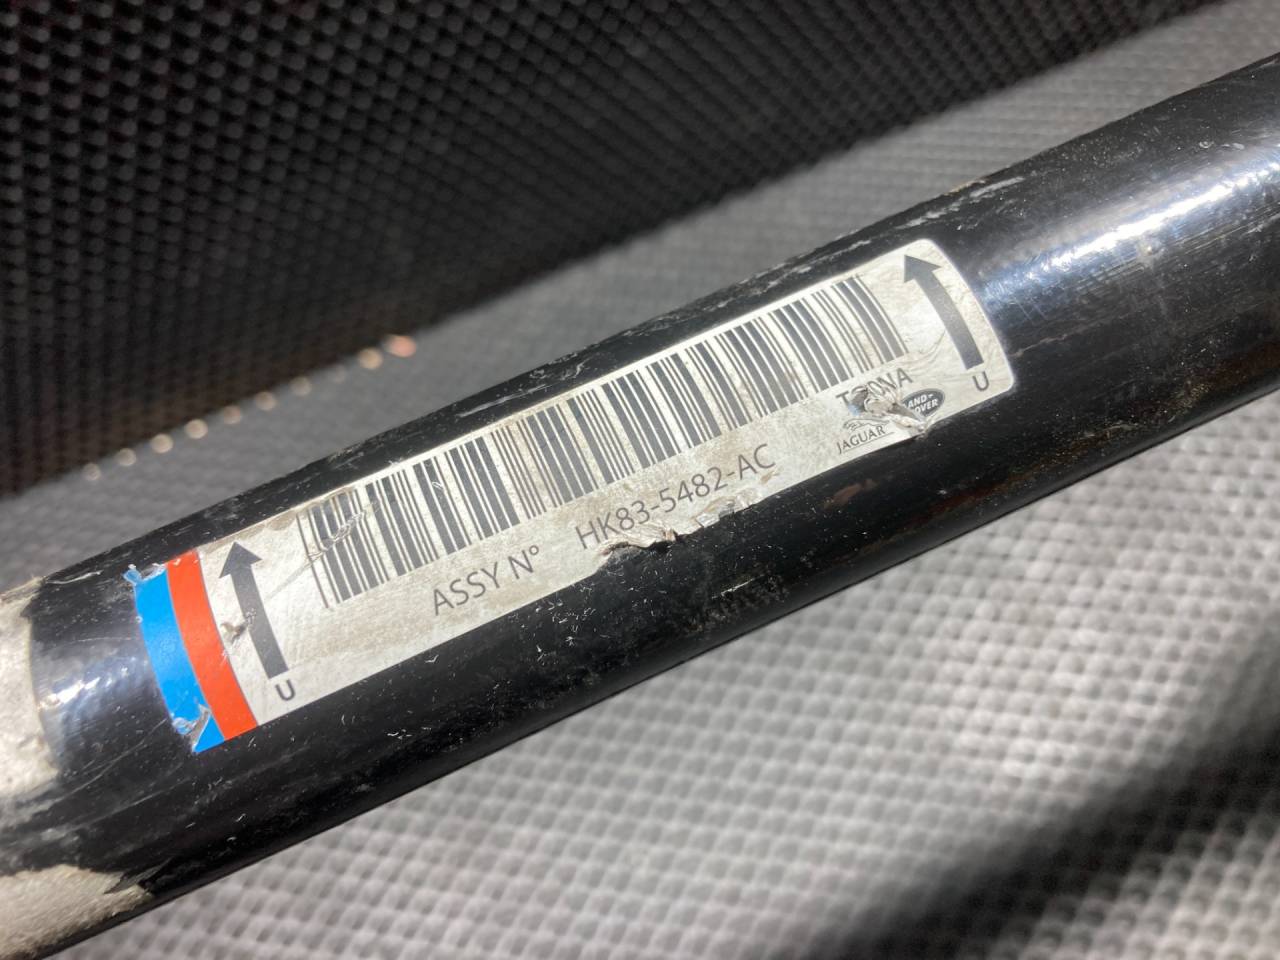 U
ASSY N° HK83-5482-AC
JAGUAR
U